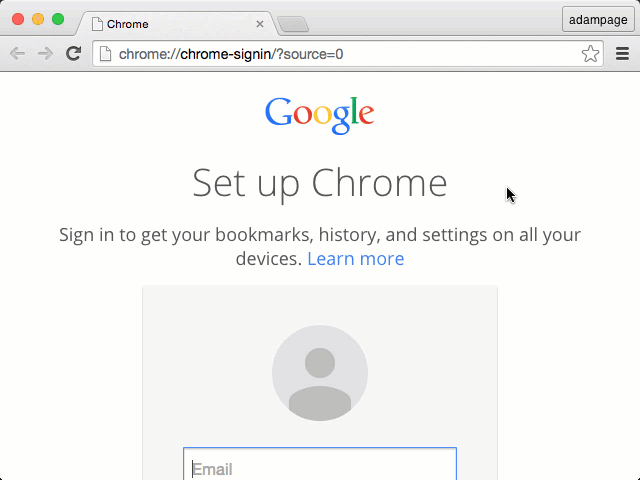 Chrome
adampage
chrome://chrome-signin/?source=0
Google
Set up Chrome
Sign in to get your bookmarks, history, and settings on all your
devices. Learn more
Email